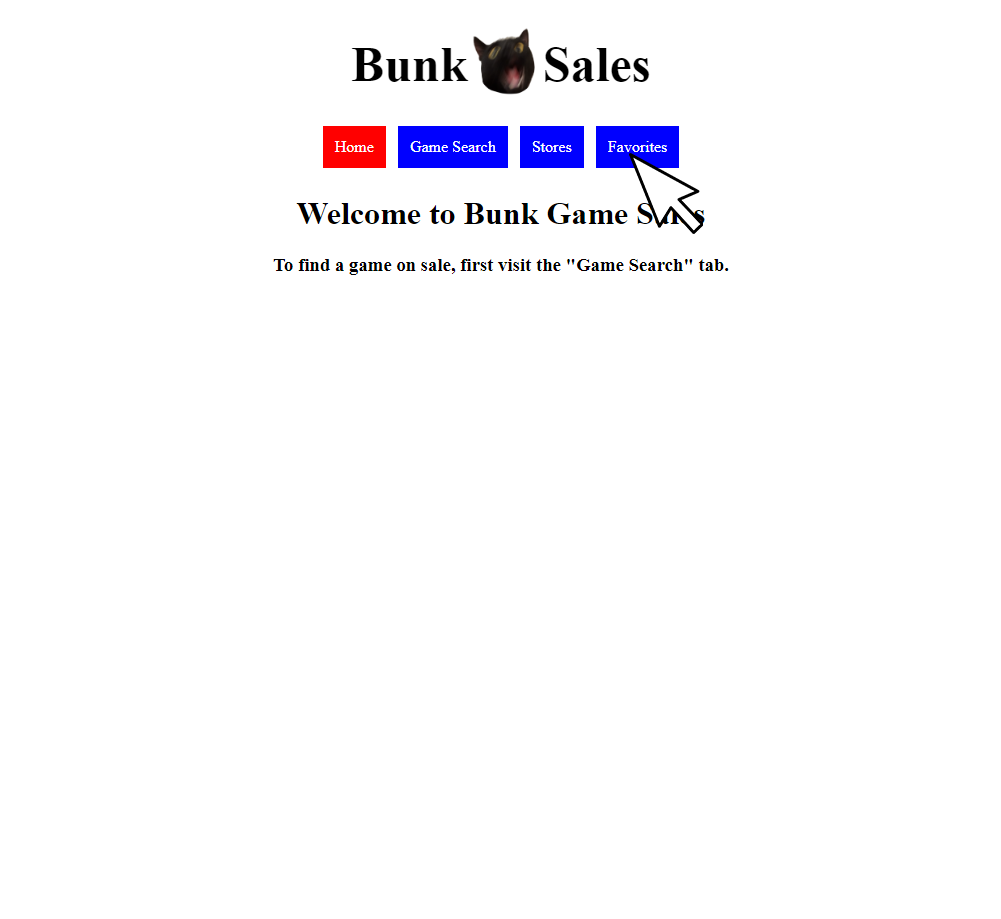 Bunk Sales
Home Game Search Stores Favorites
Welcome to Bunk Game Sales
To find a game on sale, first visit the "Game Search" tab.